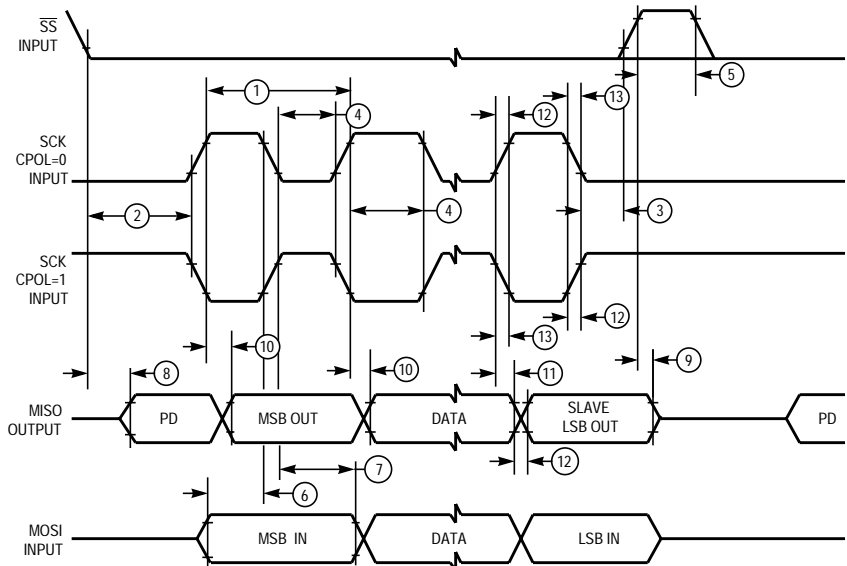 SS
INPUT
5
1
13
4
12
SCK
CPOL=0
INPUT
2
4
3
SCK
CPOL=1
INPUT
12
13
10
8
10
11
9
MISO
OUTPUT
PD
MSB OUT
DATA
SLAVE
LSB OUT
PD
12
7
6
MOSI
INPUT
MSB IN
DATA
LSB IN